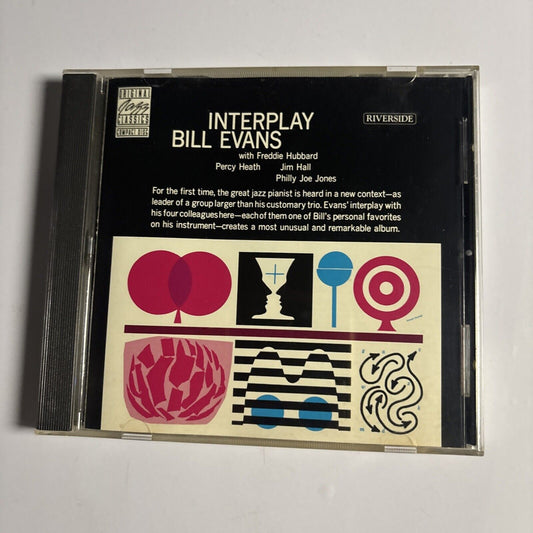 ORIGINAL
Jazz
CLASSICS
COMPACT DISC
INTERPLAY
BILL EVANS
RIVERSIDE
with Freddie Hubbard
Percy Heath Jim Hall
Philly Joe Jones
For the first time, the great jazz pianist is heard in a new context—as
leader of a group larger than his customary trio. Evans' interplay with
his four colleagues here—each of them one of Bill's personal favorites
on his instrument—creates a most unusual and remarkable album.